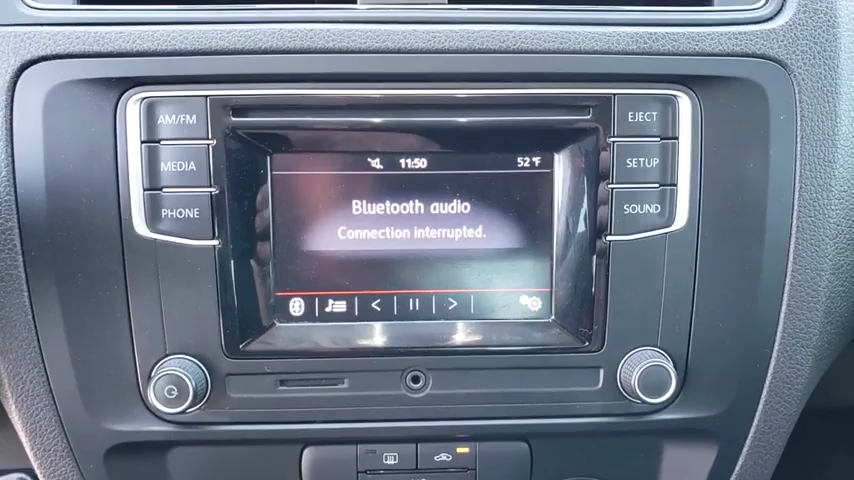 AM/FM
MEDIA
PHONE
11:50
52 °F
Bluetooth audio
Connection interrupted.
EJECT
SETUP
SOUND